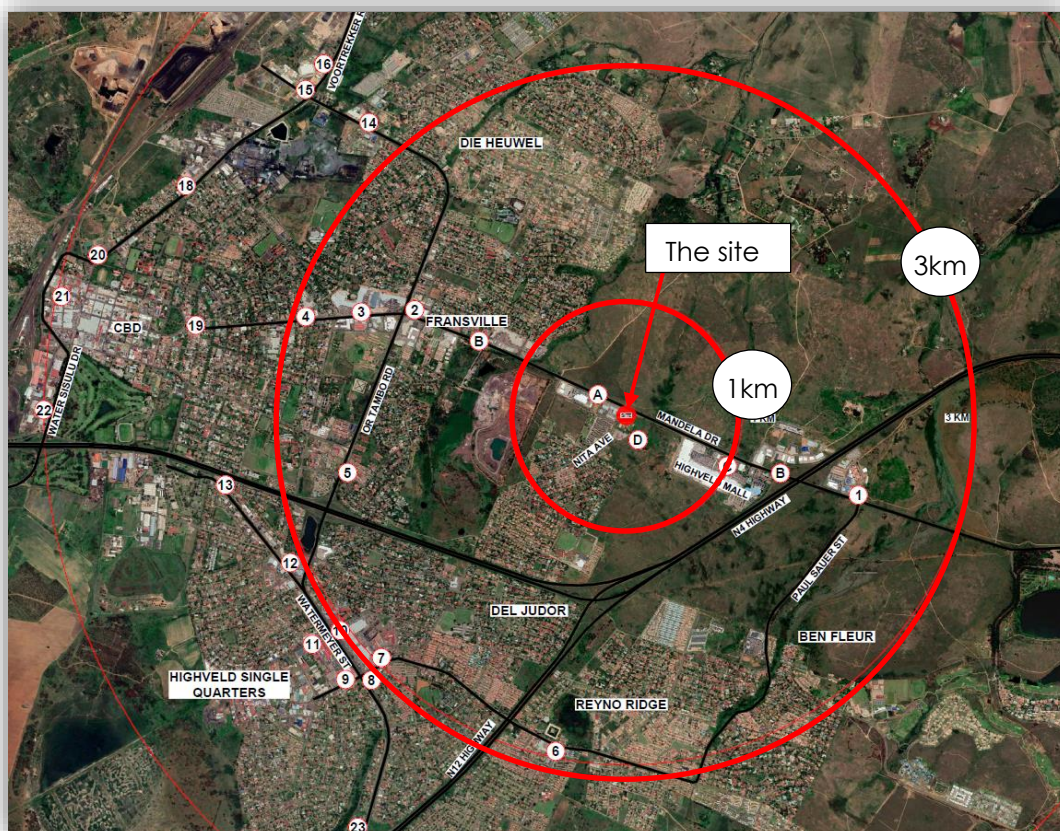 16
VOORTREKKER R
15
14
DIE HEUWEL
18
The site
3km
20
21
CBD
19
4
3
2
FRANSVILLE
B
1km
A
WATER SISULU DR
22
OR TAMBO RD
MANDELA DR
KM
3 KM
NITA AVE
D
HIGHVELD MALL
B
5
13
1
N4 HIGHWAY
PAUL SAUER ST
12
DEL JUDOR
BEN FLEUR
WATERMEYER ST
11
10
7
HIGHVELD SINGLE
QUARTERS
9
8
REYNO RIDGE
N12 HIGHWAY
6
23